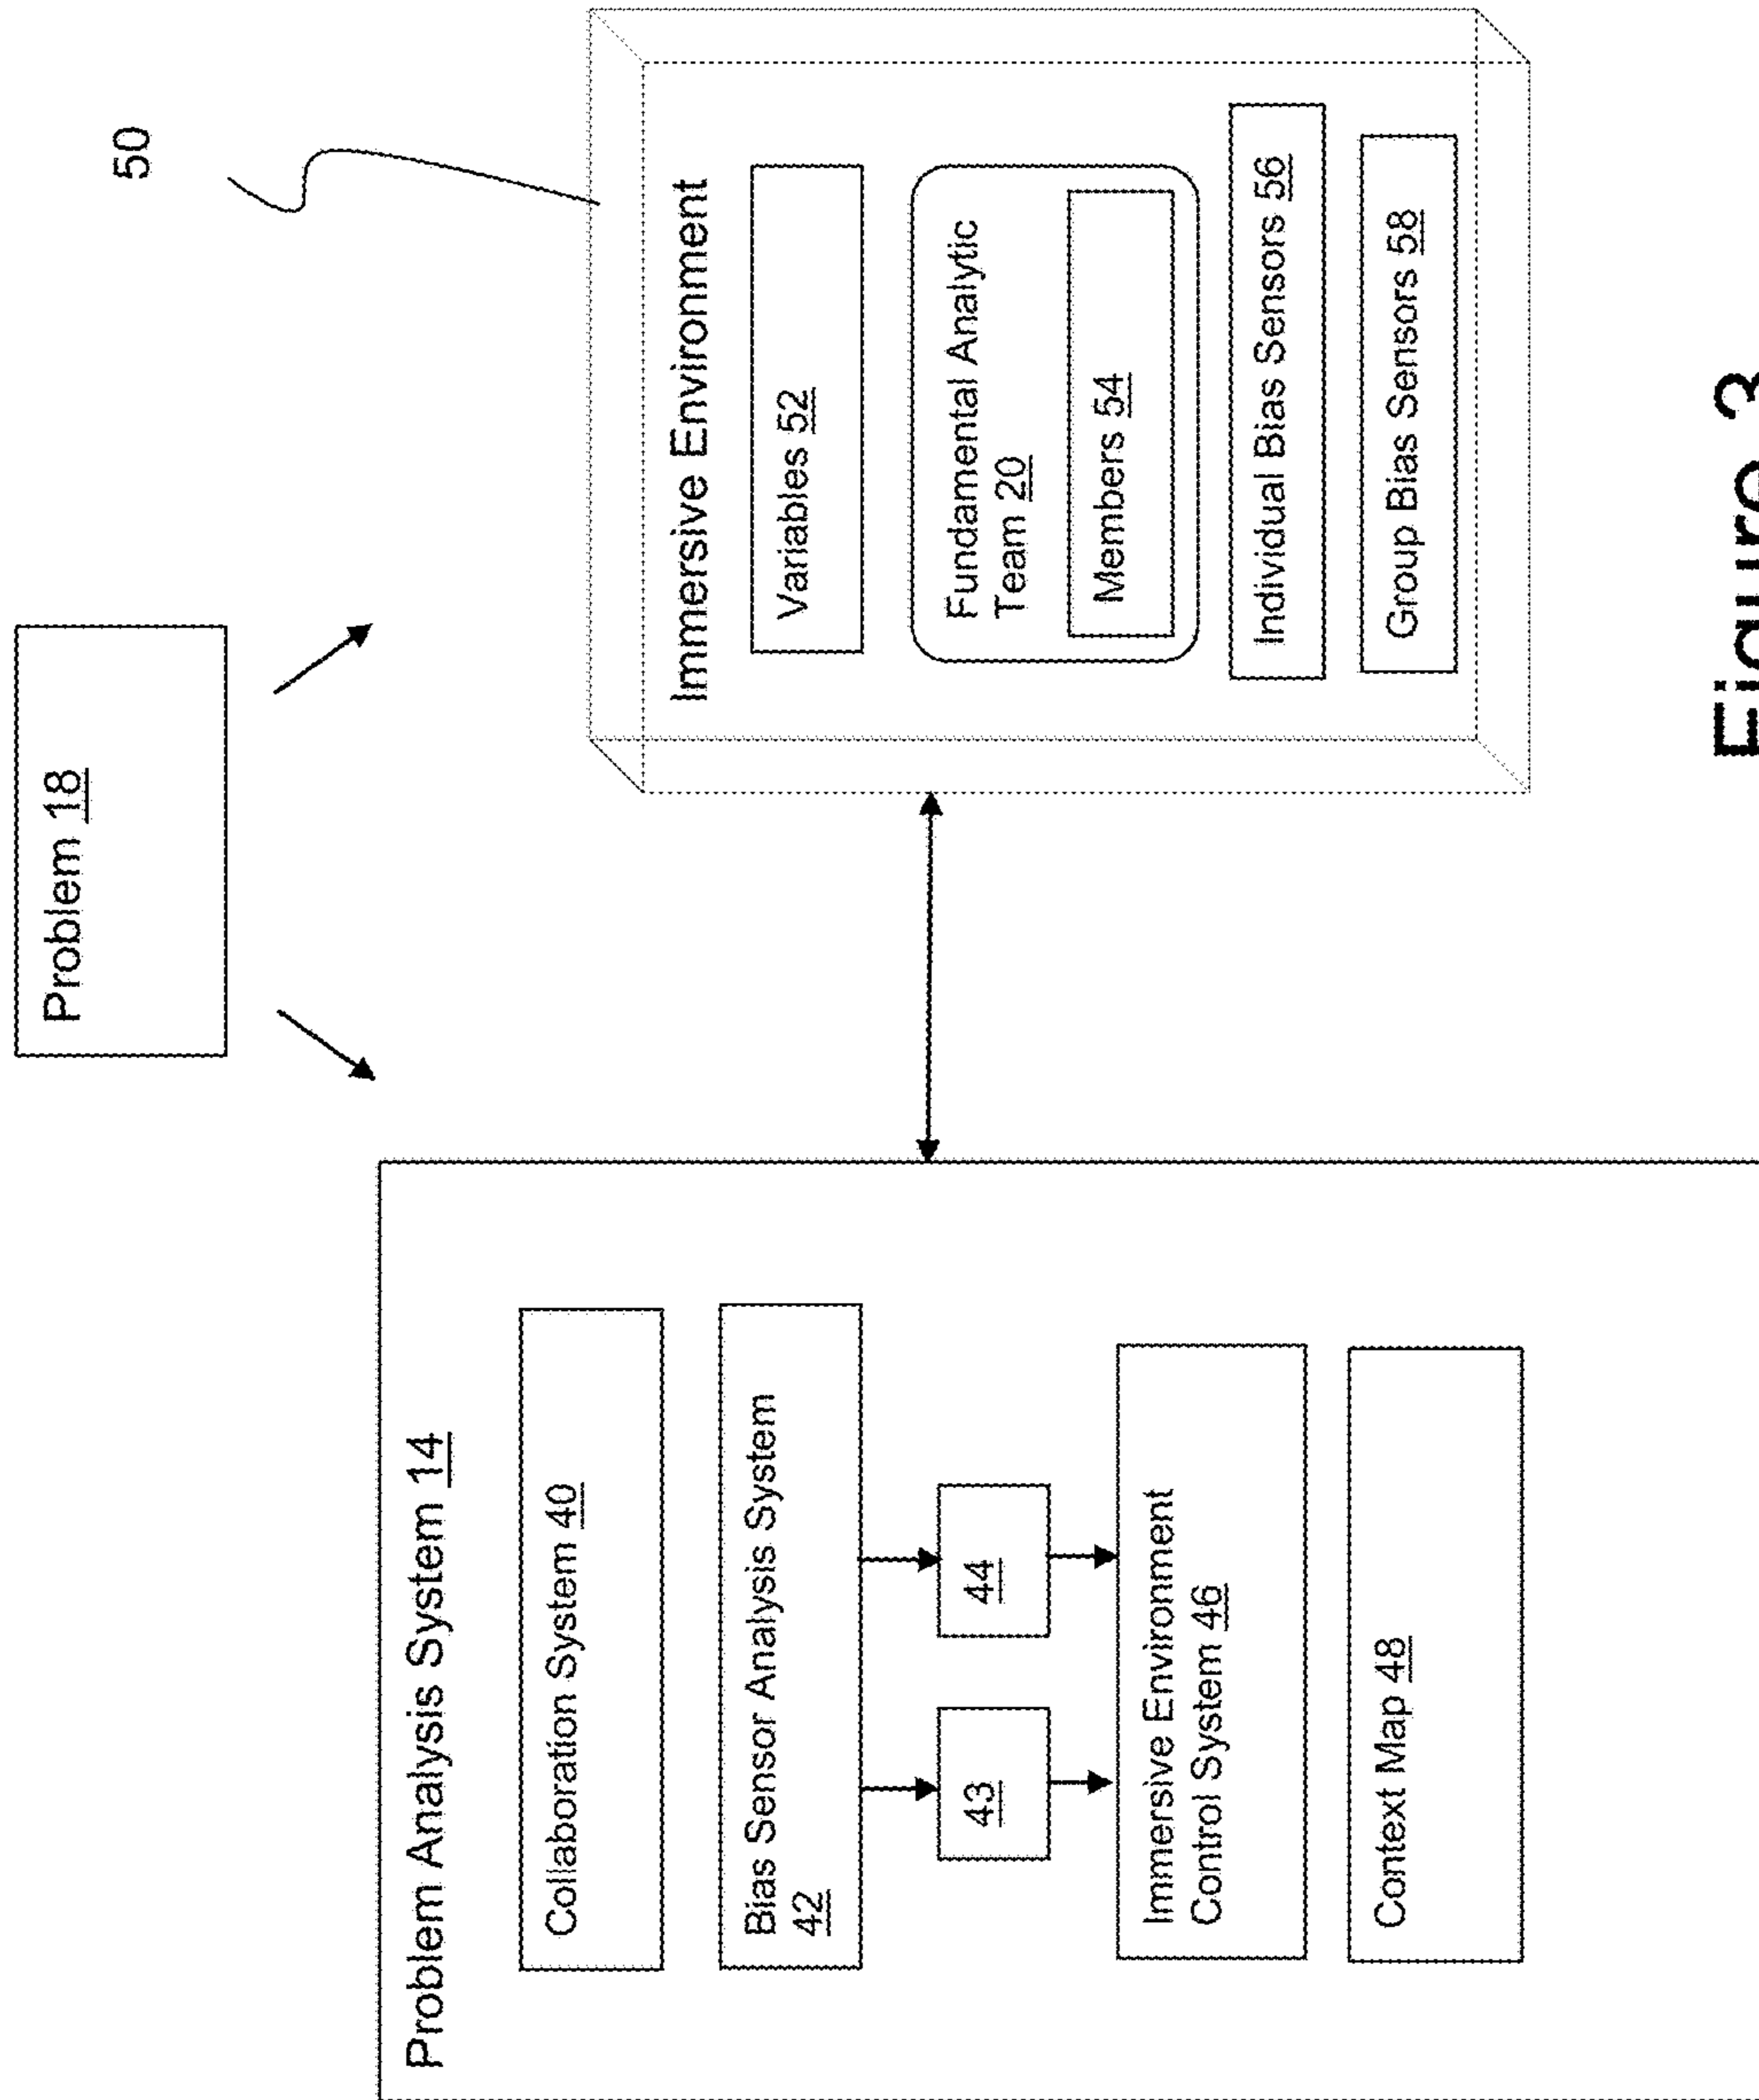 Problem 18
50
Problem Analysis System 14
Collaboration System 40
Bias Sensor Analysis System
42
43
44
Immersive Environment
Control System 46
Context Map 48
Immersive Environment
Variables 52
Fundamental Analytic
Team 20
Members 54
Individual Bias Sensors 56
Group Bias Sensors 58
Figure 3